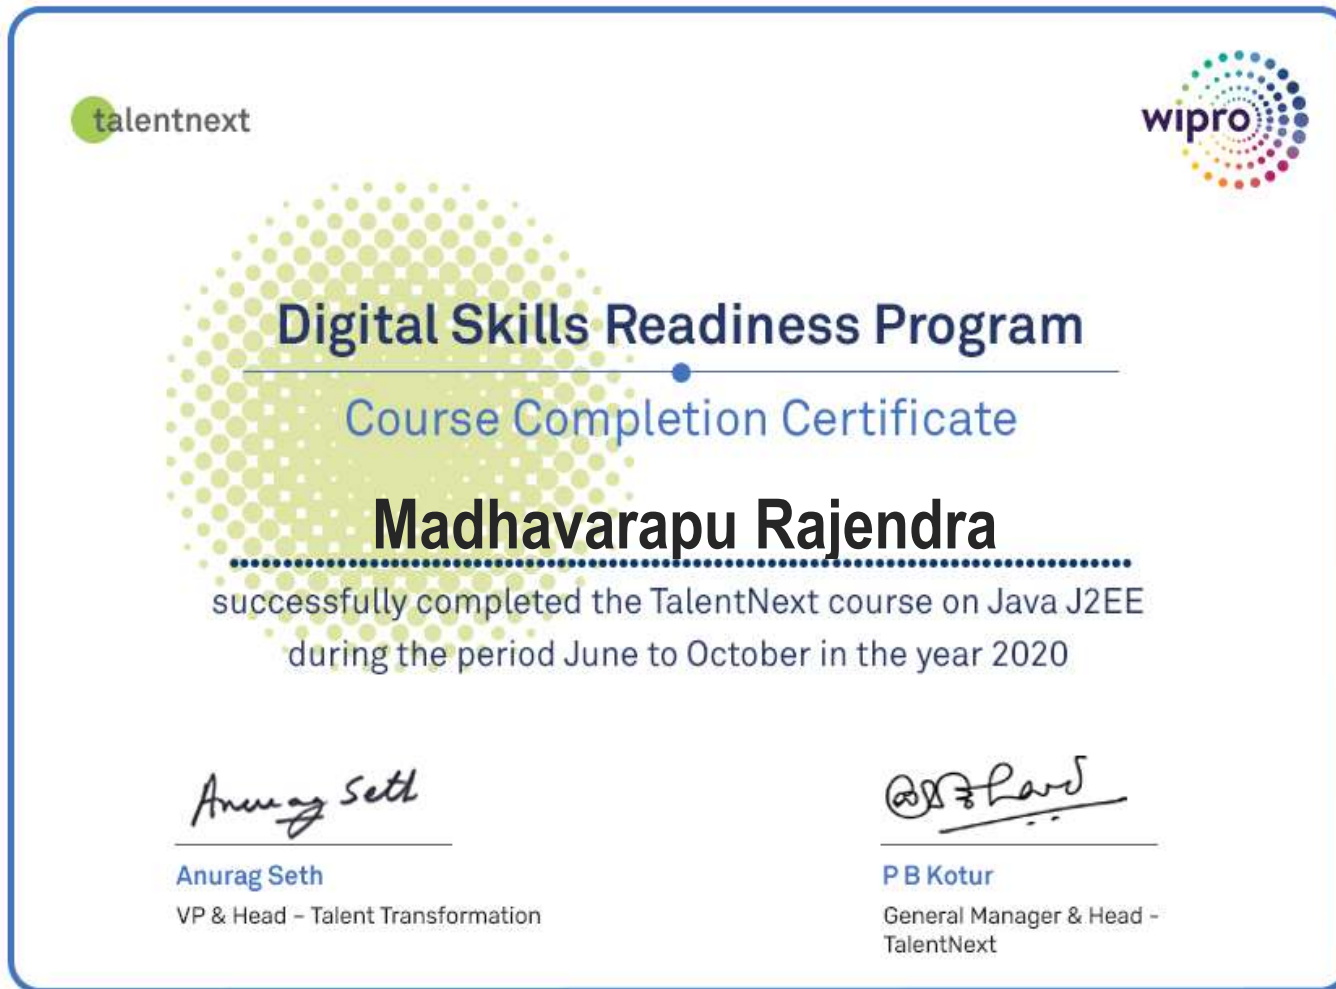 talentnext
wipro
Digital Skills Readiness Program
Course Completion Certificate
Madhavarapu Rajendra
successfully completed the TalentNext course on Java J2EE
during the period June to October in the year 2020
Anurag Seth
Anurag Seth
VP & Head – Talent Transformation
P B Kotur
General Manager & Head -
TalentNext